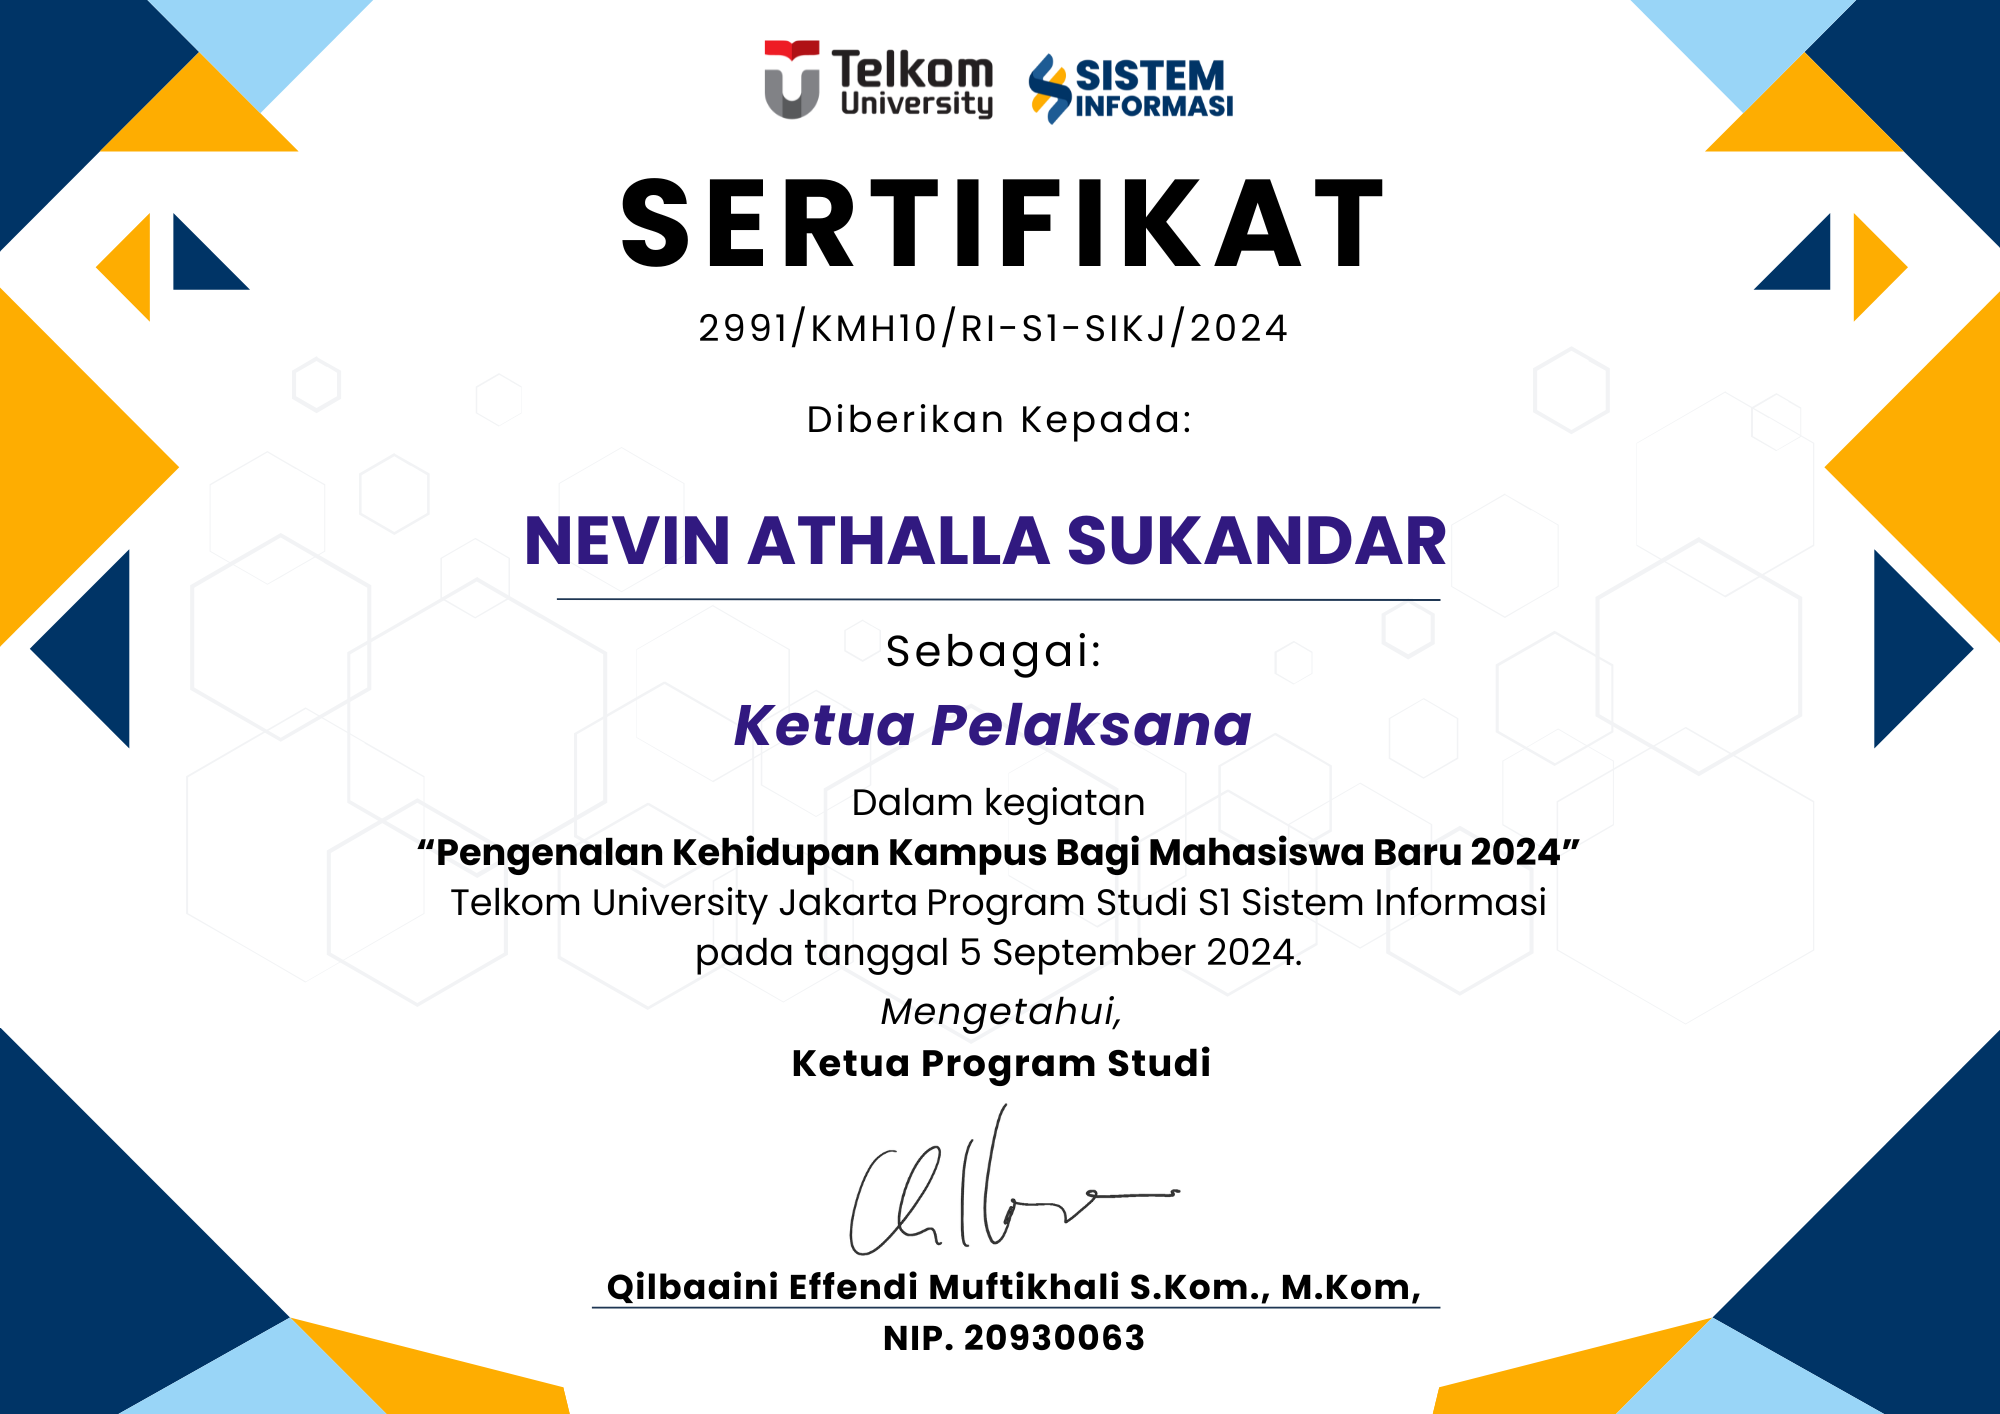 Telkom University
SISTEM INFORMASI
SERTIFIKAT
2991/KMH10/RI-S1-SIKJ/2024
Diberikan Kepada:
NEVIN ATHALLA SUKANDAR
Sebagai:
Ketua Pelaksana
Dalam kegiatan
“Pengenalan Kehidupan Kampus Bagi Mahasiswa Baru 2024”
Telkom University Jakarta Program Studi S1 Sistem Informasi
pada tanggal 5 September 2024.
Mengetahui,
Ketua Program Studi
Qilbaaini Effendi Muftikhali S.Kom., M.Kom,
NIP. 20930063